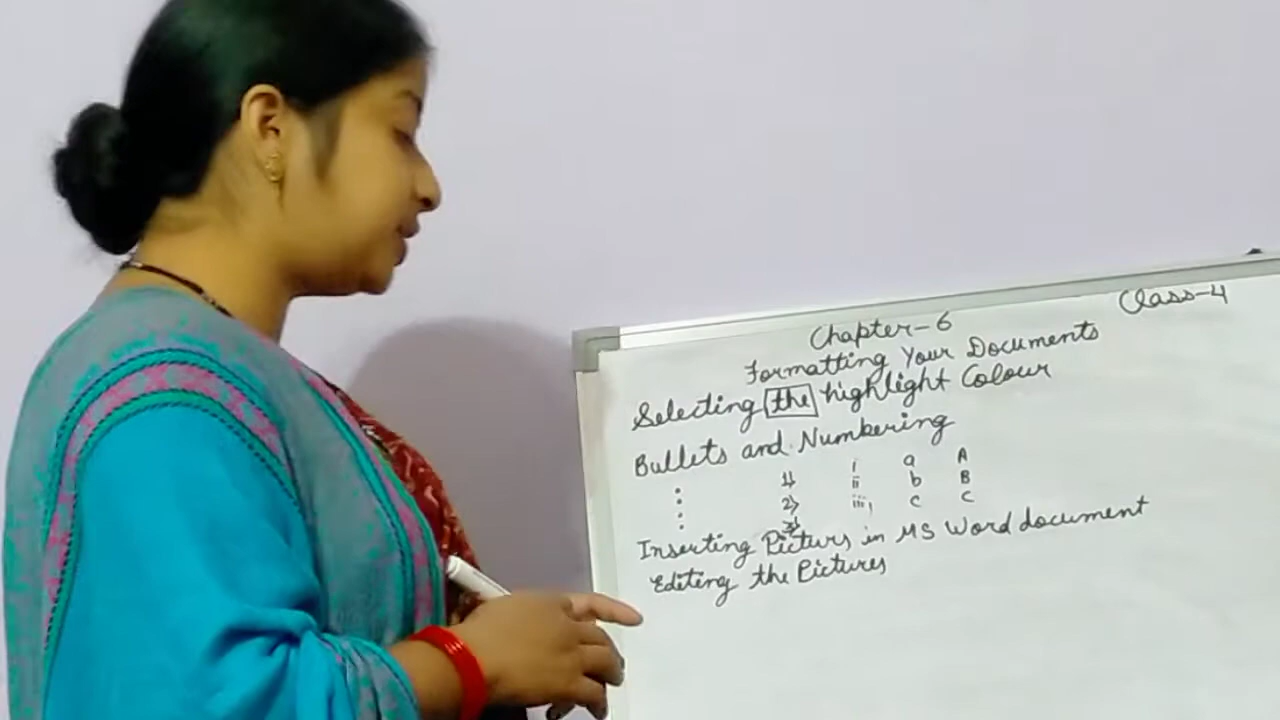 Class-4
Chapter-6
Formatting Your Documents
Selecting the highlight Colour
Bullets and Numbering
• 1) i a A
• 2) ii b B
• 3) iii, c C
Inserting Picturs in MS Word document
Editing the Pictures